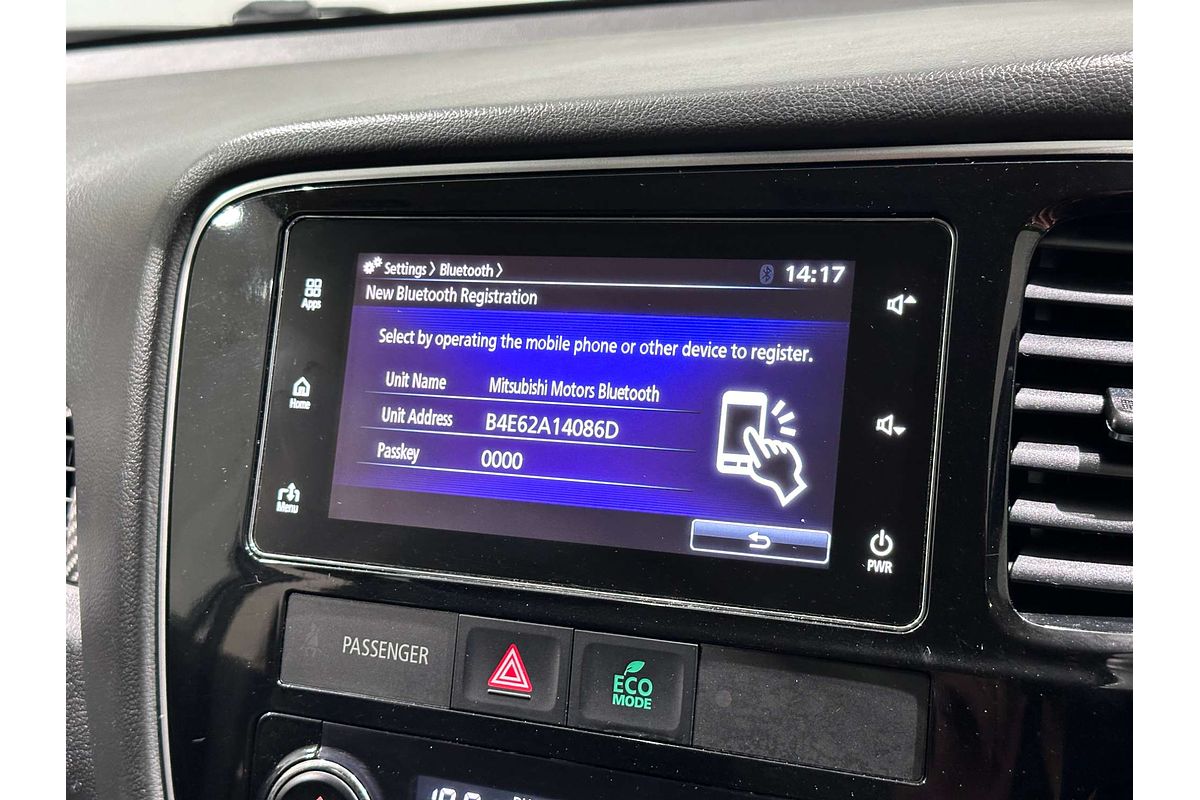 Settings > Bluetooth >
14:17
New Bluetooth Registration
Apps
Select by operating the mobile phone or other device to register.
Unit Name Mitsubishi Motors Bluetooth
Home
Unit Address B4E62A14086D
Passkey 0000
Menu
PWR
PASSENGER
ECO
MODE